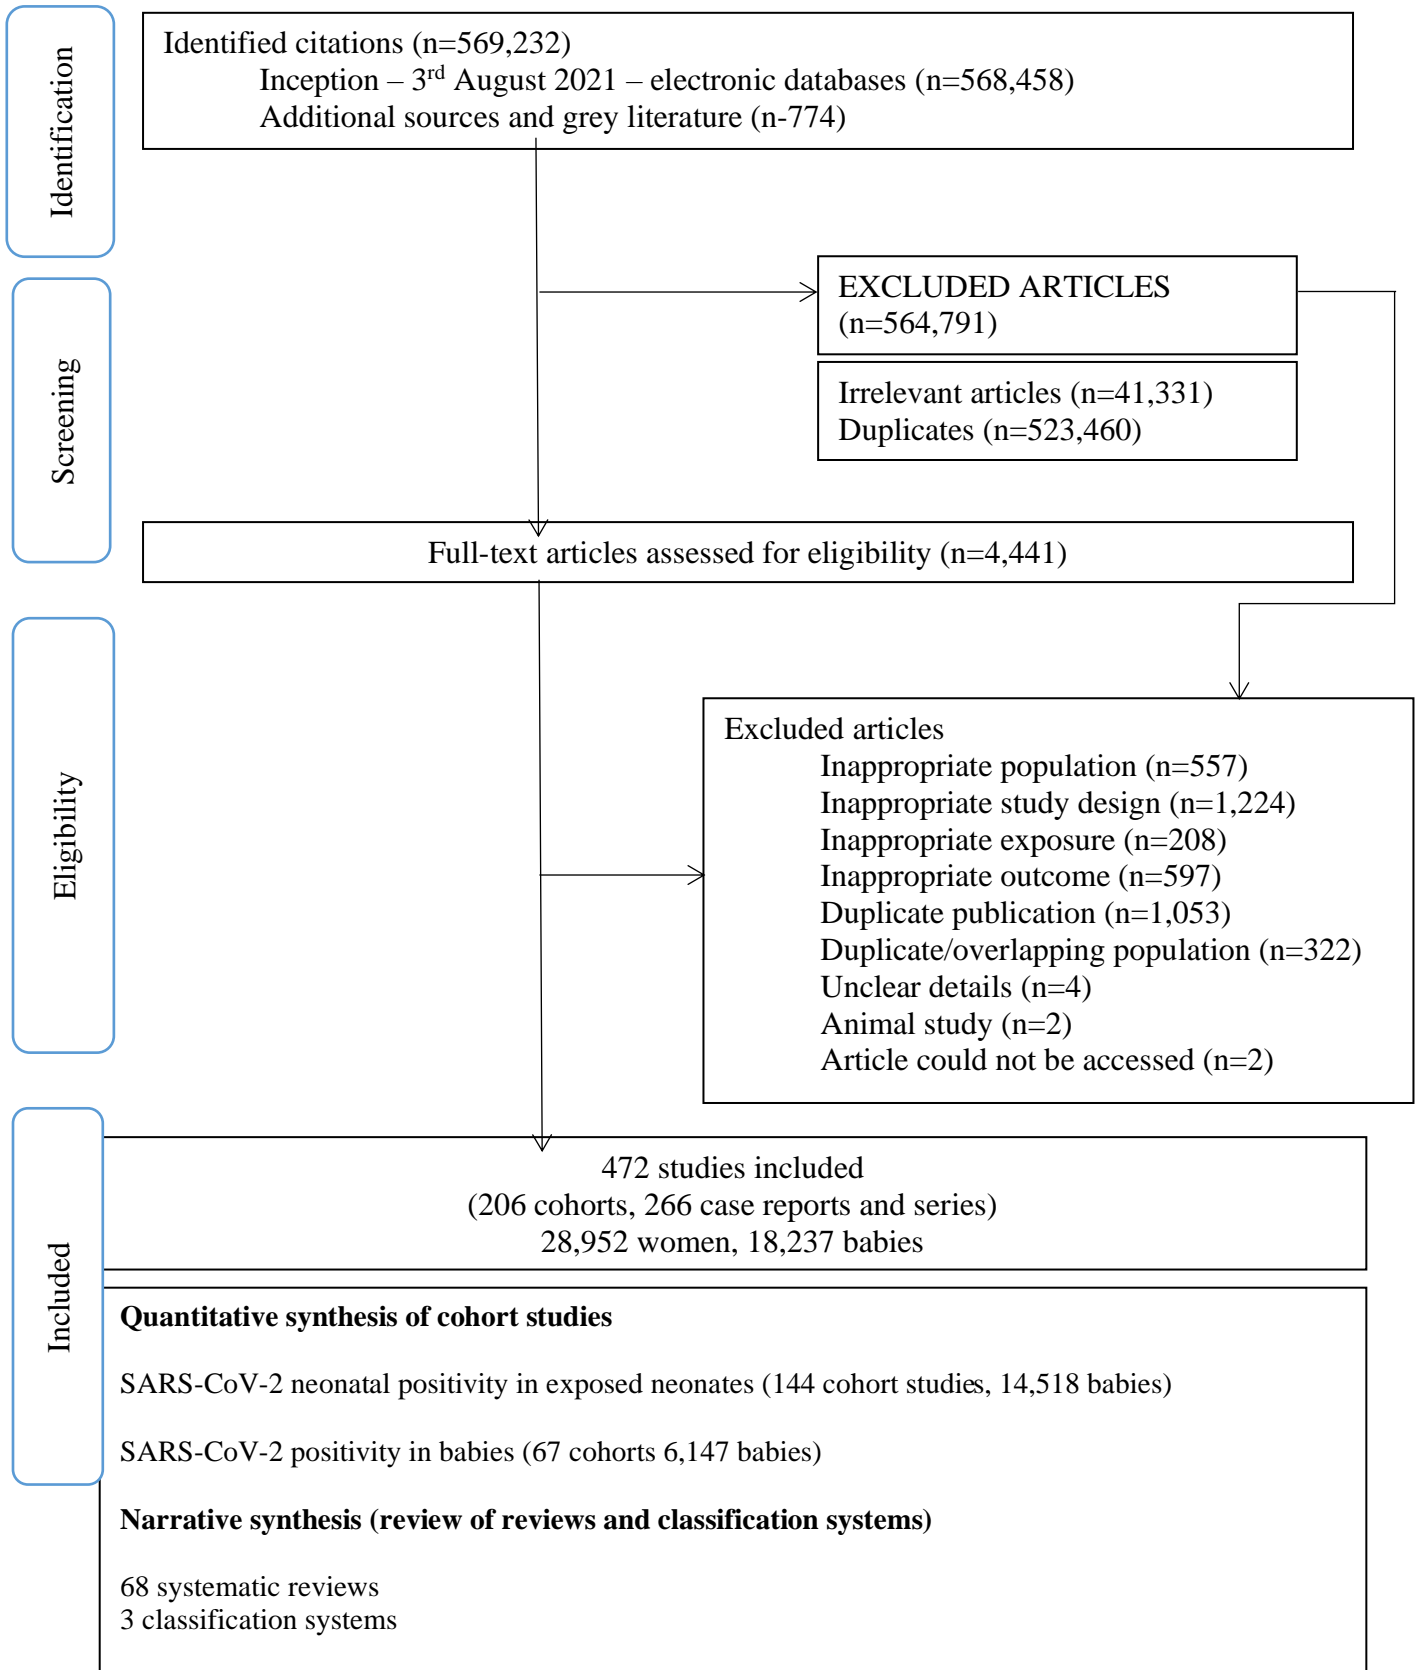 Identification
Identified citations (n=569,232)
Inception – 3rd August 2021 – electronic databases (n=568,458)
Additional sources and grey literature (n-774)
Screening
EXCLUDED ARTICLES
(n=564,791)
Irrelevant articles (n=41,331)
Duplicates (n=523,460)
Full-text articles assessed for eligibility (n=4,441)
Eligibility
Excluded articles
Inappropriate population (n=557)
Inappropriate study design (n=1,224)
Inappropriate exposure (n=208)
Inappropriate outcome (n=597)
Duplicate publication (n=1,053)
Duplicate/overlapping population (n=322)
Unclear details (n=4)
Animal study (n=2)
Article could not be accessed (n=2)
Included
472 studies included
(206 cohorts, 266 case reports and series)
28,952 women, 18,237 babies
Quantitative synthesis of cohort studies
SARS-CoV-2 neonatal positivity in exposed neonates (144 cohort studies, 14,518 babies)
SARS-CoV-2 positivity in babies (67 cohorts 6,147 babies)
Narrative synthesis (review of reviews and classification systems)
68 systematic reviews
3 classification systems